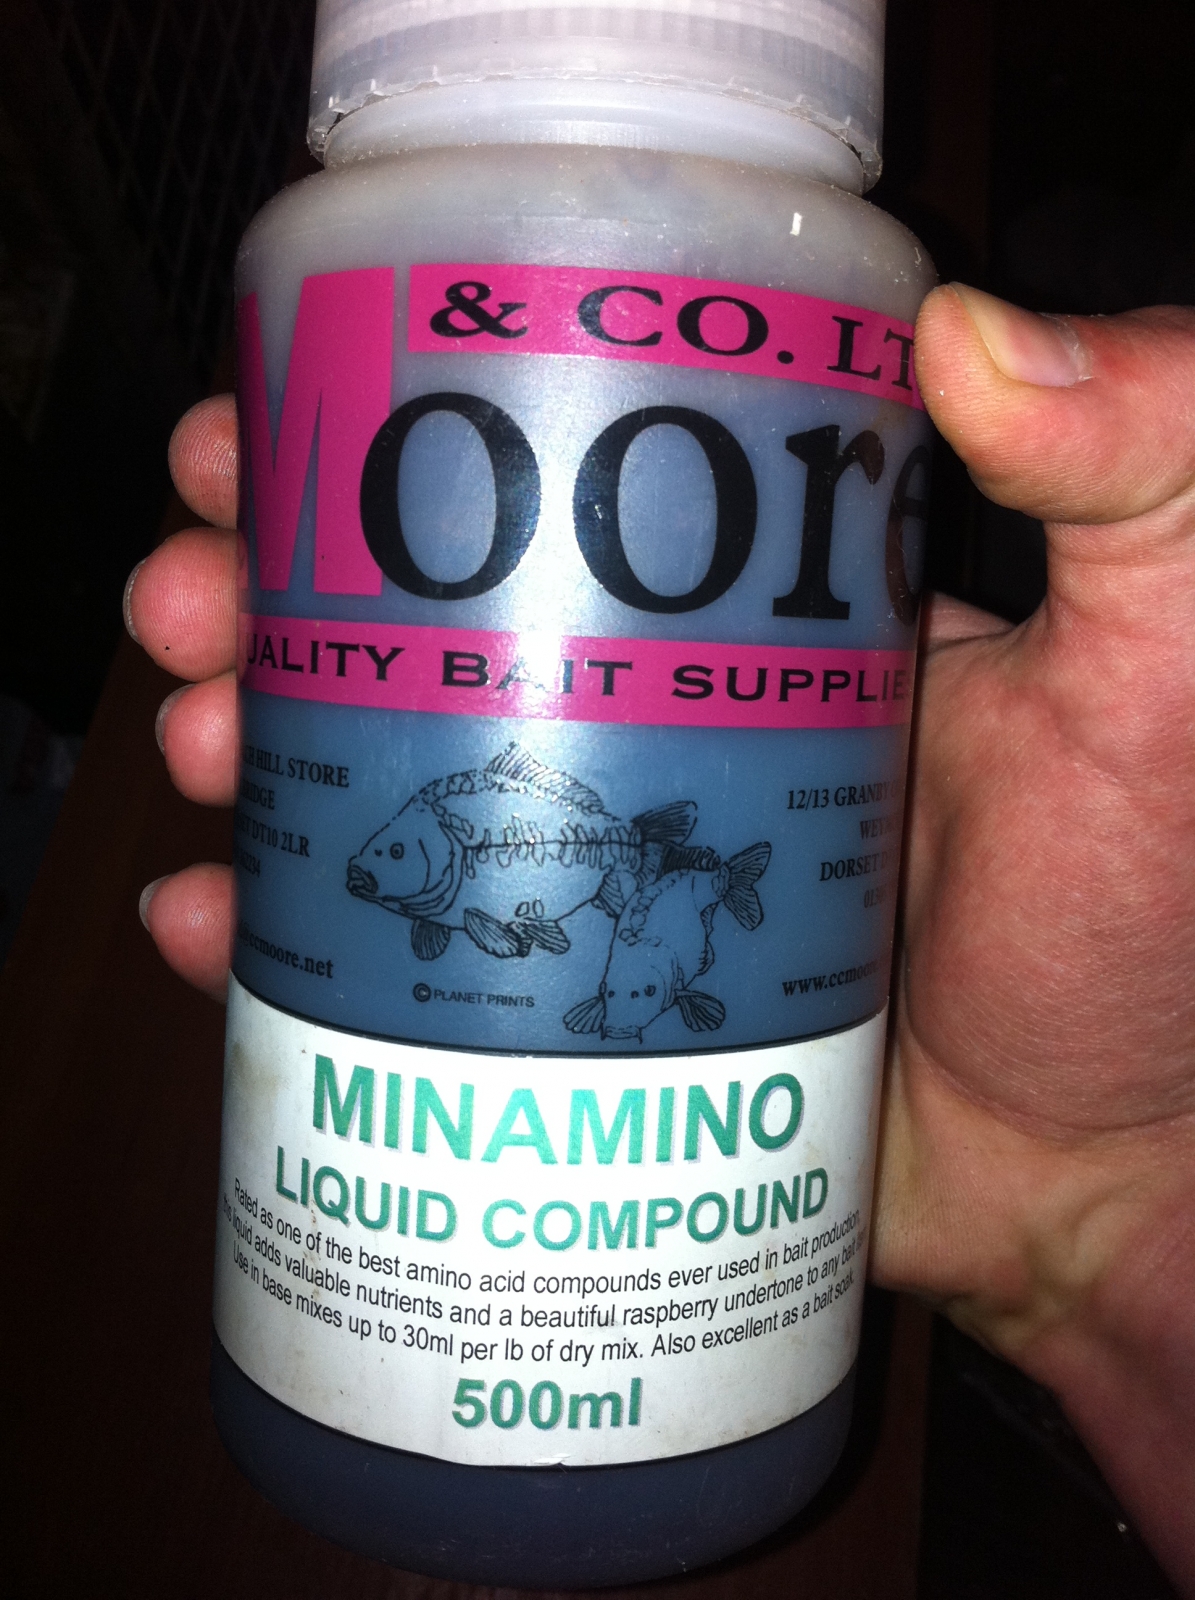 & CO. LT
Moore
UALITY BAIT SUPPLIE
HILL STORE
DT10 2LR
ccmoore.net
12/13 GRANBY
DORSET D
www.ccmoore.
© PLANET PRINTS
MINAMINO
LIQUID COMPOUND
Rated as one of the best amino acid compounds ever used in bait production,
this liquid adds valuable nutrients and a beautiful raspberry undertone to any bait
Use in base mixes up to 30ml per lb of dry mix. Also excellent as a bait soak.
500ml